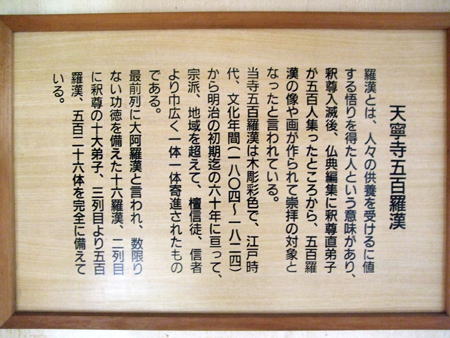 天寧寺五百羅漢
羅漢とは、人々の供養を受けるに値
する悟りを得た人という意味があり、
釈尊入滅後、仏典編集に釈尊直弟子
が五百人集ったところから、五百羅
漢の像や画が作られて崇拝の対象と
なったと言われている。
当寺五百羅漢は木彫彩色で、江戸時
代、文化年間(一八〇四〜一八二四)
から明治の初期迄の六十年に亘って、
宗派、地域を超えて、檀信徒、信者
より巾広く一体一体寄進されたもの
である。
最前列に大阿羅漢と言われ、数限り
ない功徳を備えた十六羅漢、二列目
に釈尊の十大弟子、三列目より五百
羅漢、五百二十六体を完全に備えて
いる。